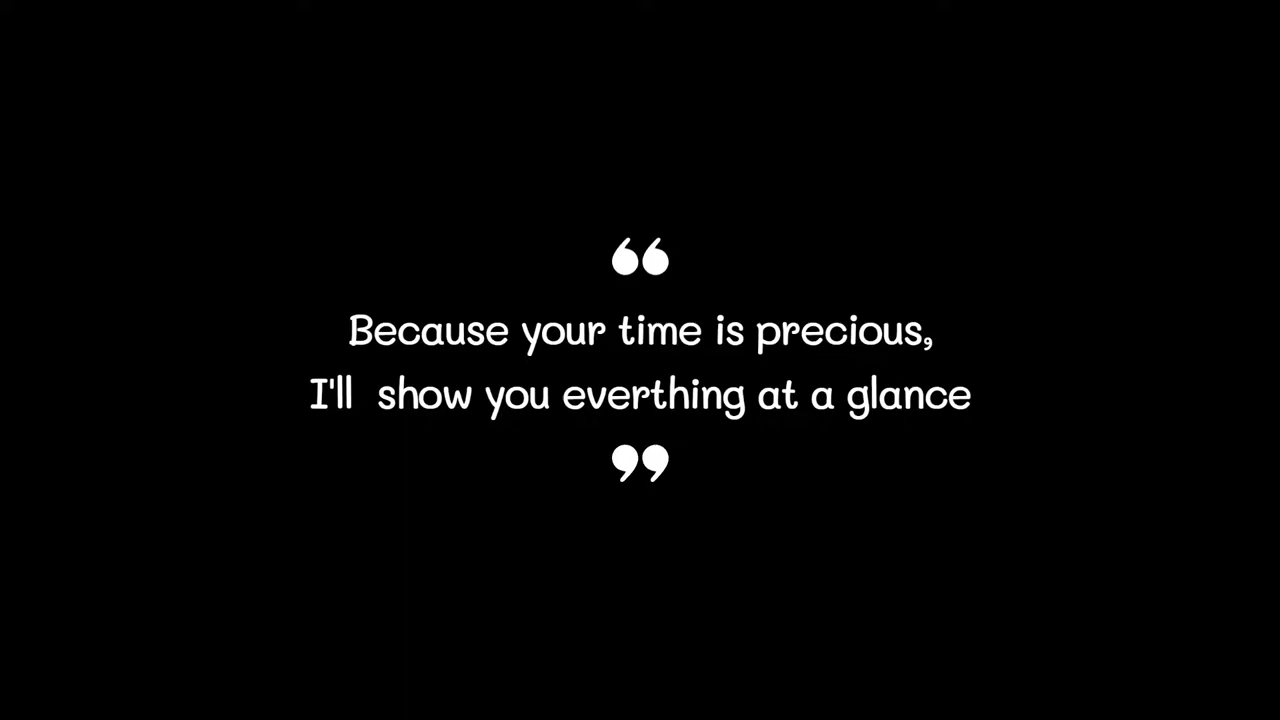 “
Because your time is precious,
I'll  show you everthing at a glance
”